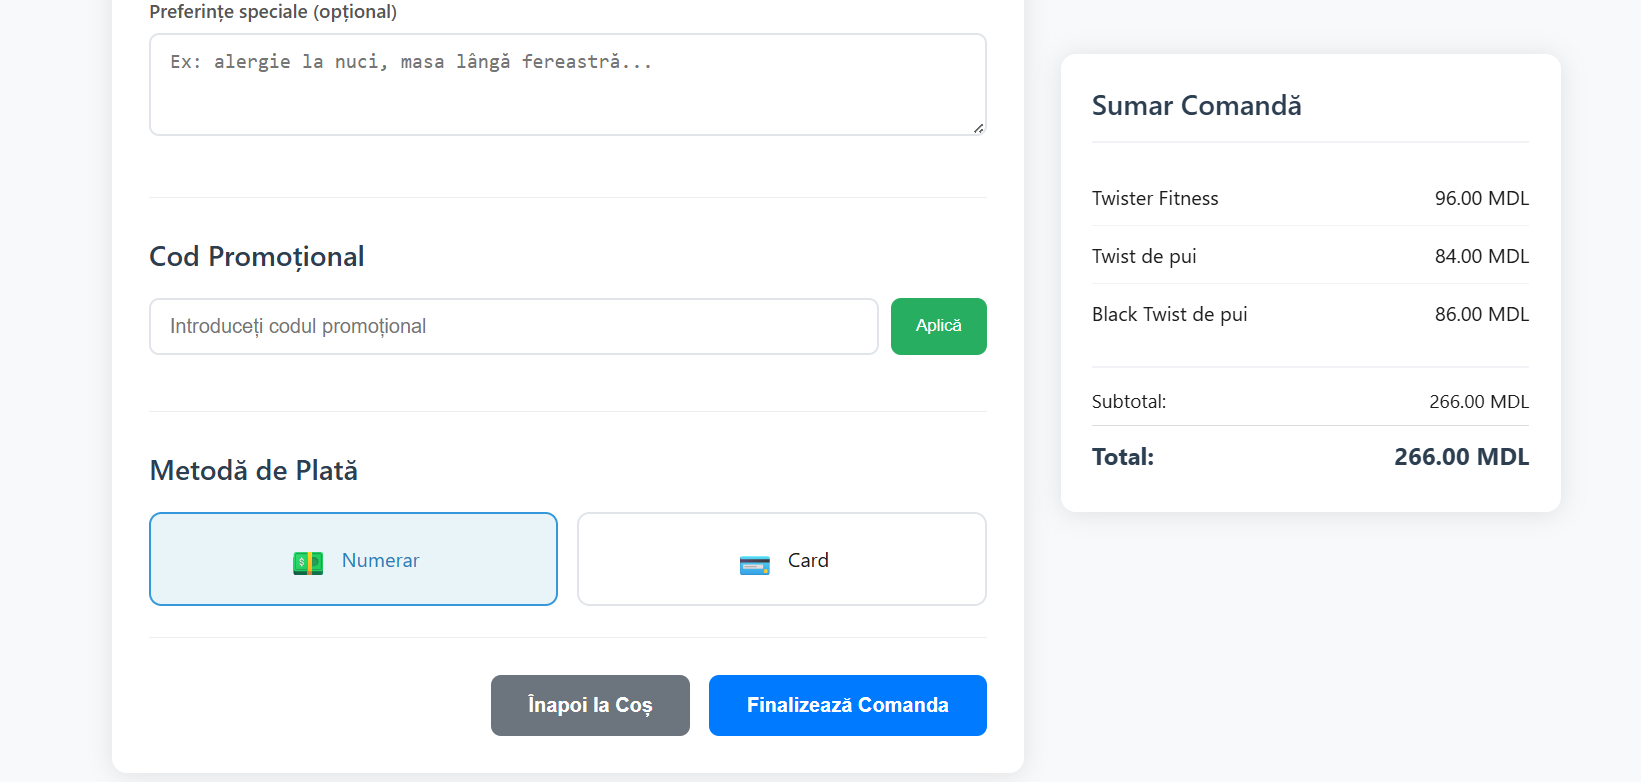 Preferințe speciale (opțional)
Ex: alergie la nuci, masa lângă fereastră...
Cod Promoțional
Introduceți codul promoțional
Aplică
Metodă de Plată
Numerar
Card
Înapoi la Coș
Finalizează Comanda
Sumar Comandă
Twister Fitness 96.00 MDL
Twist de pui 84.00 MDL
Black Twist de pui 86.00 MDL
Subtotal: 266.00 MDL
Total: 266.00 MDL